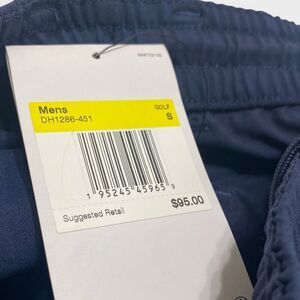 Mens
GOLF
DH1286-451
S
1 95245 45965 9
$95.00
Suggested Retail